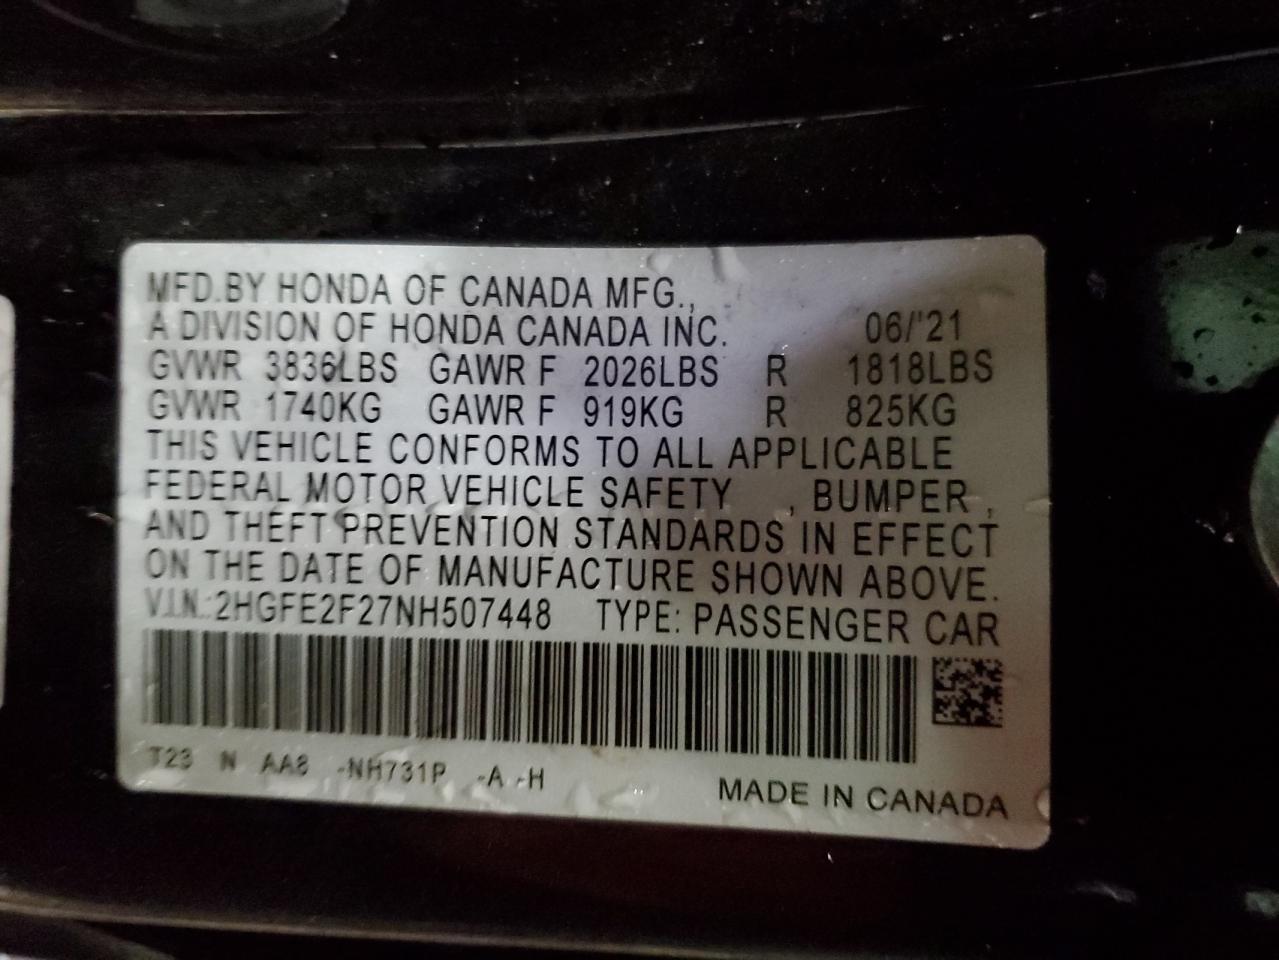 MFD.BY HONDA OF CANADA MFG.,
A DIVISION OF HONDA CANADA INC. 06/'21
GVWR 3836LBS GAWR F 2026LBS R 1818LBS
GVWR 1740KG GAWR F 919KG R 825KG
THIS VEHICLE CONFORMS TO ALL APPLICABLE
FEDERAL MOTOR VEHICLE SAFETY , BUMPER ,
AND THEFT PREVENTION STANDARDS IN EFFECT
ON THE DATE OF MANUFACTURE SHOWN ABOVE.
V.I.N.:2HGFE2F27NH507448 TYPE: PASSENGER CAR
T23 N AA8 -NH731P -A -H
MADE IN CANADA